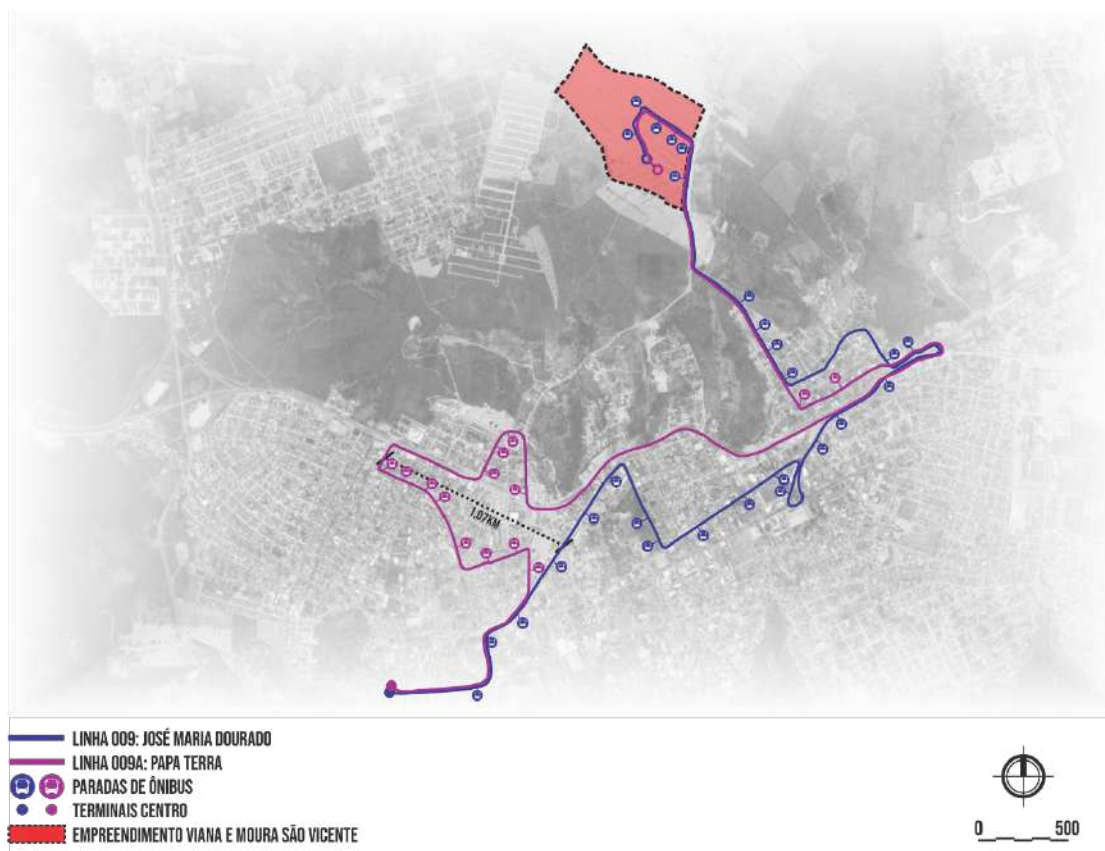 1,07KM
LINHA 009: JOSÉ MARIA DOURADO
LINHA 009A: PAPA TERRA
PARADAS DE ÔNIBUS
TERMINAIS CENTRO
EMPREENDIMENTO VIANA E MOURA SÃO VICENTE
0 500